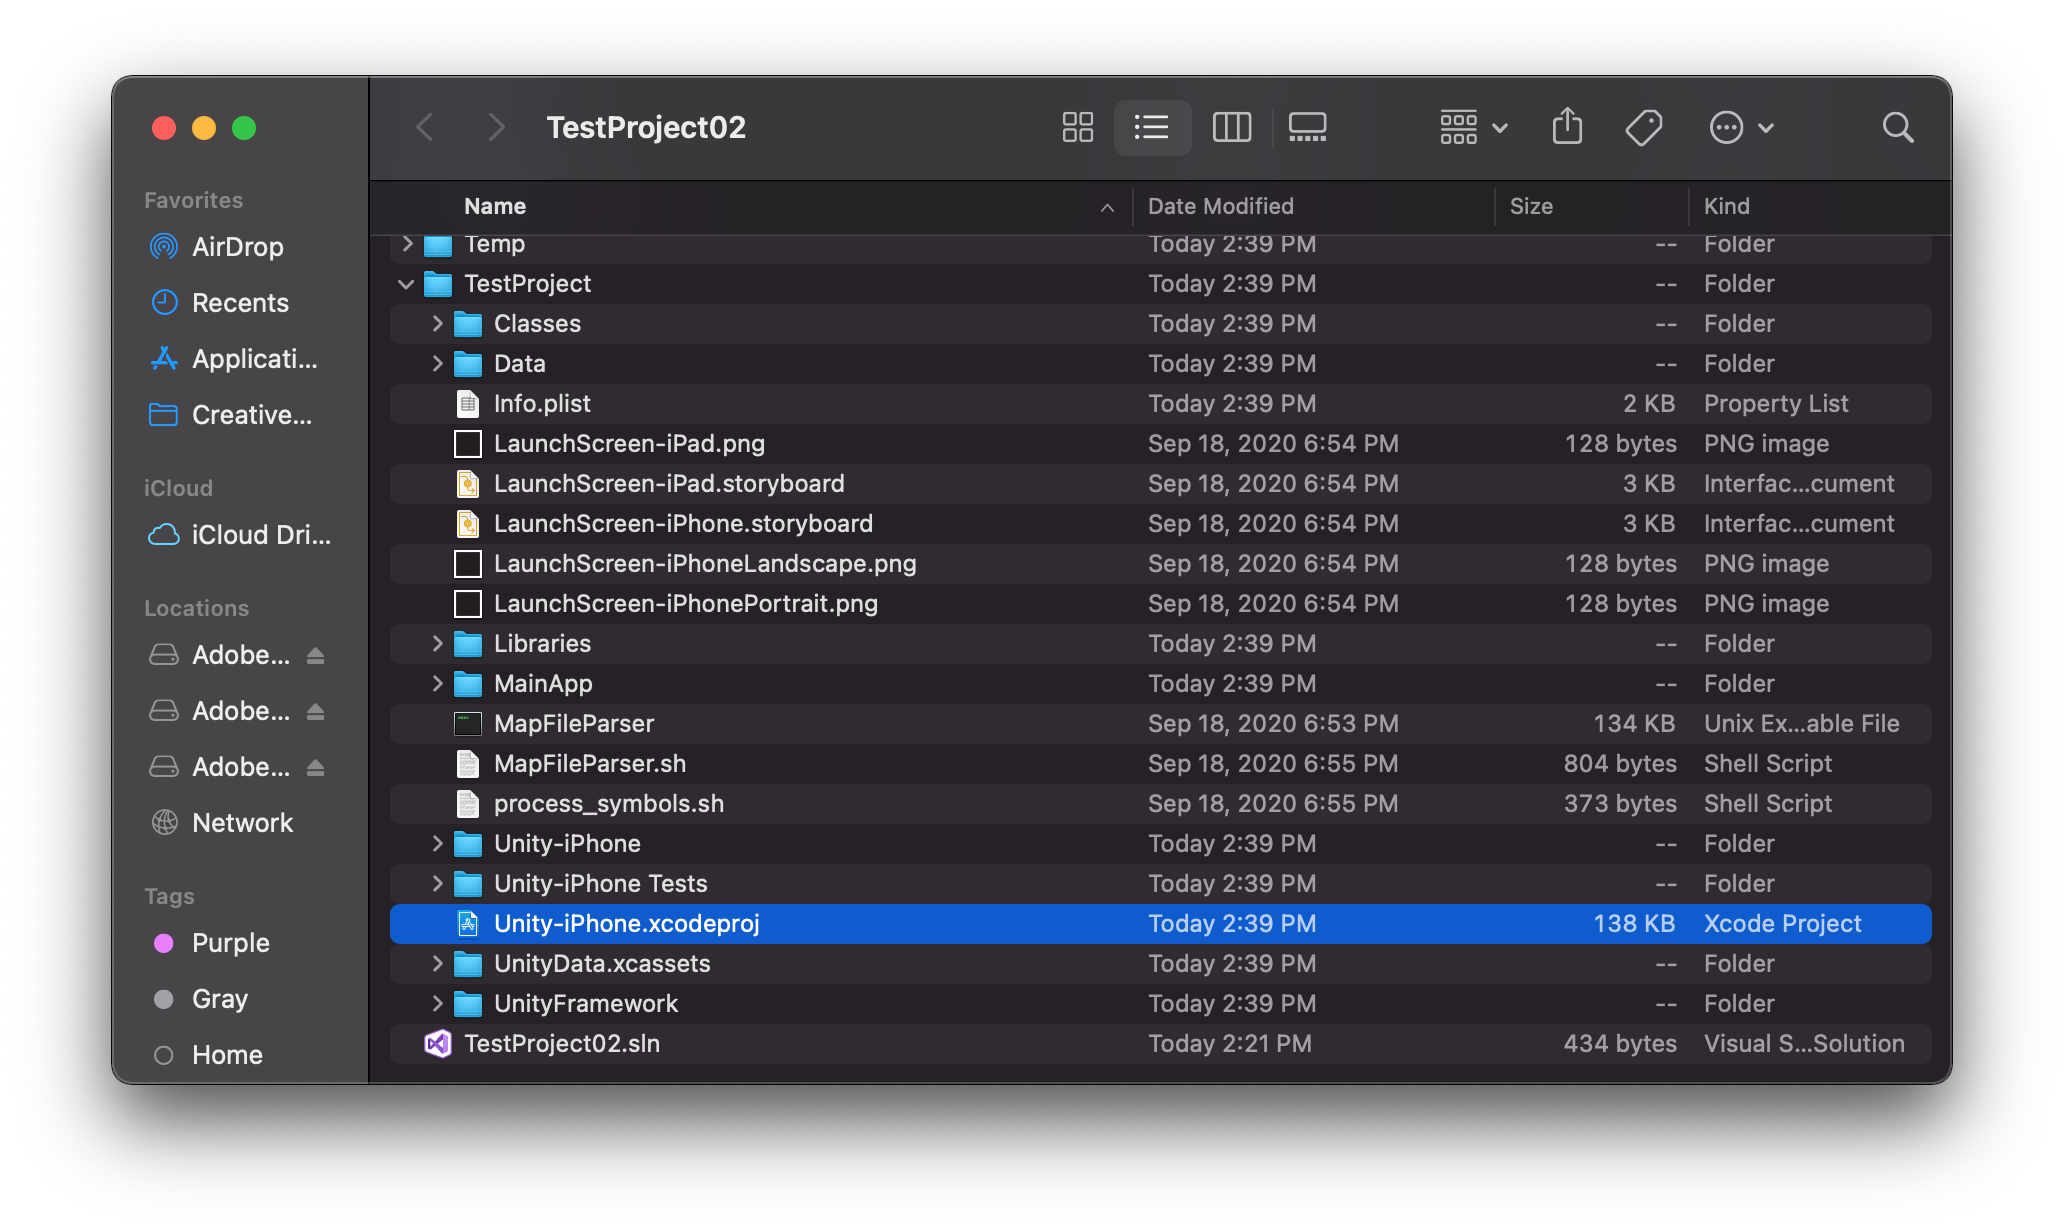 TestProject02
Favorites
AirDrop
Recents
Applicati...
Creative...
iCloud
iCloud Dri...
Locations
Adobe...
Adobe...
Adobe...
Network
Tags
Purple
Gray
Home
Name Date Modified Size Kind
Temp Today 2:39 PM -- Folder
TestProject Today 2:39 PM -- Folder
Classes Today 2:39 PM -- Folder
Data Today 2:39 PM -- Folder
Info.plist Today 2:39 PM 2 KB Property List
LaunchScreen-iPad.png Sep 18, 2020 6:54 PM 128 bytes PNG image
LaunchScreen-iPad.storyboard Sep 18, 2020 6:54 PM 3 KB Interfac...cument
LaunchScreen-iPhone.storyboard Sep 18, 2020 6:54 PM 3 KB Interfac...cument
LaunchScreen-iPhoneLandscape.png Sep 18, 2020 6:54 PM 128 bytes PNG image
LaunchScreen-iPhonePortrait.png Sep 18, 2020 6:54 PM 128 bytes PNG image
Libraries Today 2:39 PM -- Folder
MainApp Today 2:39 PM -- Folder
MapFileParser Sep 18, 2020 6:53 PM 134 KB Unix Ex...able File
MapFileParser.sh Sep 18, 2020 6:55 PM 804 bytes Shell Script
process_symbols.sh Sep 18, 2020 6:55 PM 373 bytes Shell Script
Unity-iPhone Today 2:39 PM -- Folder
Unity-iPhone Tests Today 2:39 PM -- Folder
Unity-iPhone.xcodeproj Today 2:39 PM 138 KB Xcode Project
UnityData.xcassets Today 2:39 PM -- Folder
UnityFramework Today 2:39 PM -- Folder
TestProject02.sln Today 2:21 PM 434 bytes Visual S...Solution